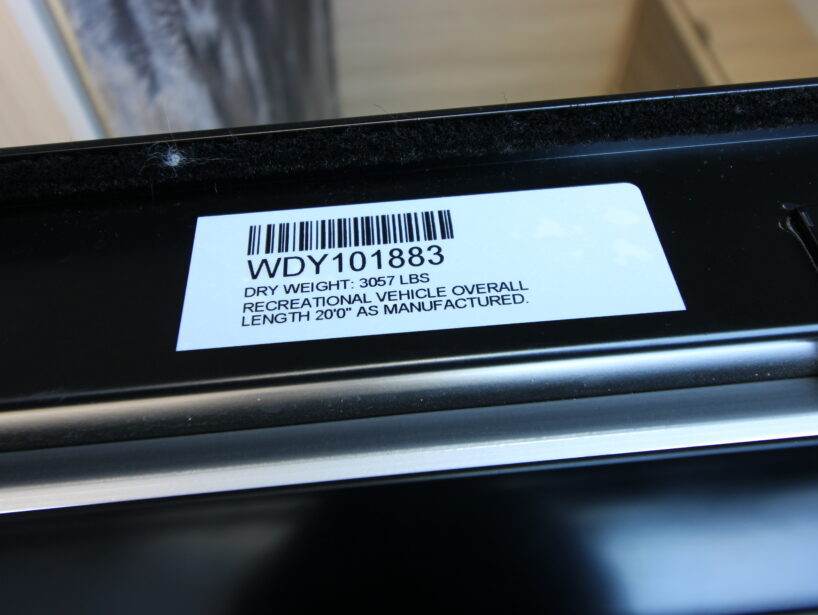 WDY101883
DRY WEIGHT: 3057 LBS
RECREATIONAL VEHICLE OVERALL
LENGTH 20'0" AS MANUFACTURED.